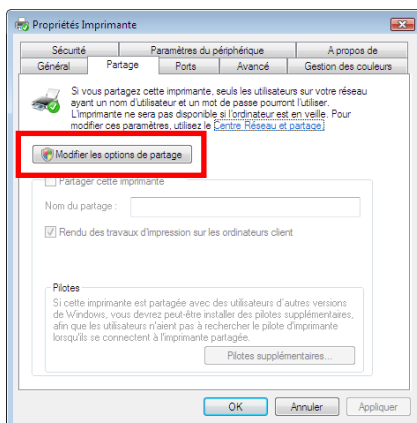 Propriétés Imprimante
Sécurité Paramètres du périphérique A propos de
Général Partage Ports Avancé Gestion des couleurs
Si vous partagez cette imprimante, seuls les utilisateurs sur votre réseau
ayant un nom d'utilisateur et un mot de passe pourront l'utiliser.
L'imprimante ne sera pas disponible si l'ordinateur est en veille. Pour
modifier ces paramètres, utilisez le Centre Réseau et partage.
Modifier les options de partage
Partager cette imprimante
Nom du partage :
Rendu des travaux d'impression sur les ordinateurs client
Pilotes
Si cette imprimante est partagée avec des utilisateurs d'autres versions
de Windows, vous devrez peut-être installer des pilotes supplémentaires,
afin que les utilisateurs n'aient pas à rechercher le pilote d'imprimante
lorsqu'ils se connectent à l'imprimante partagée.
Pilotes supplémentaires...
OK Annuler Appliquer